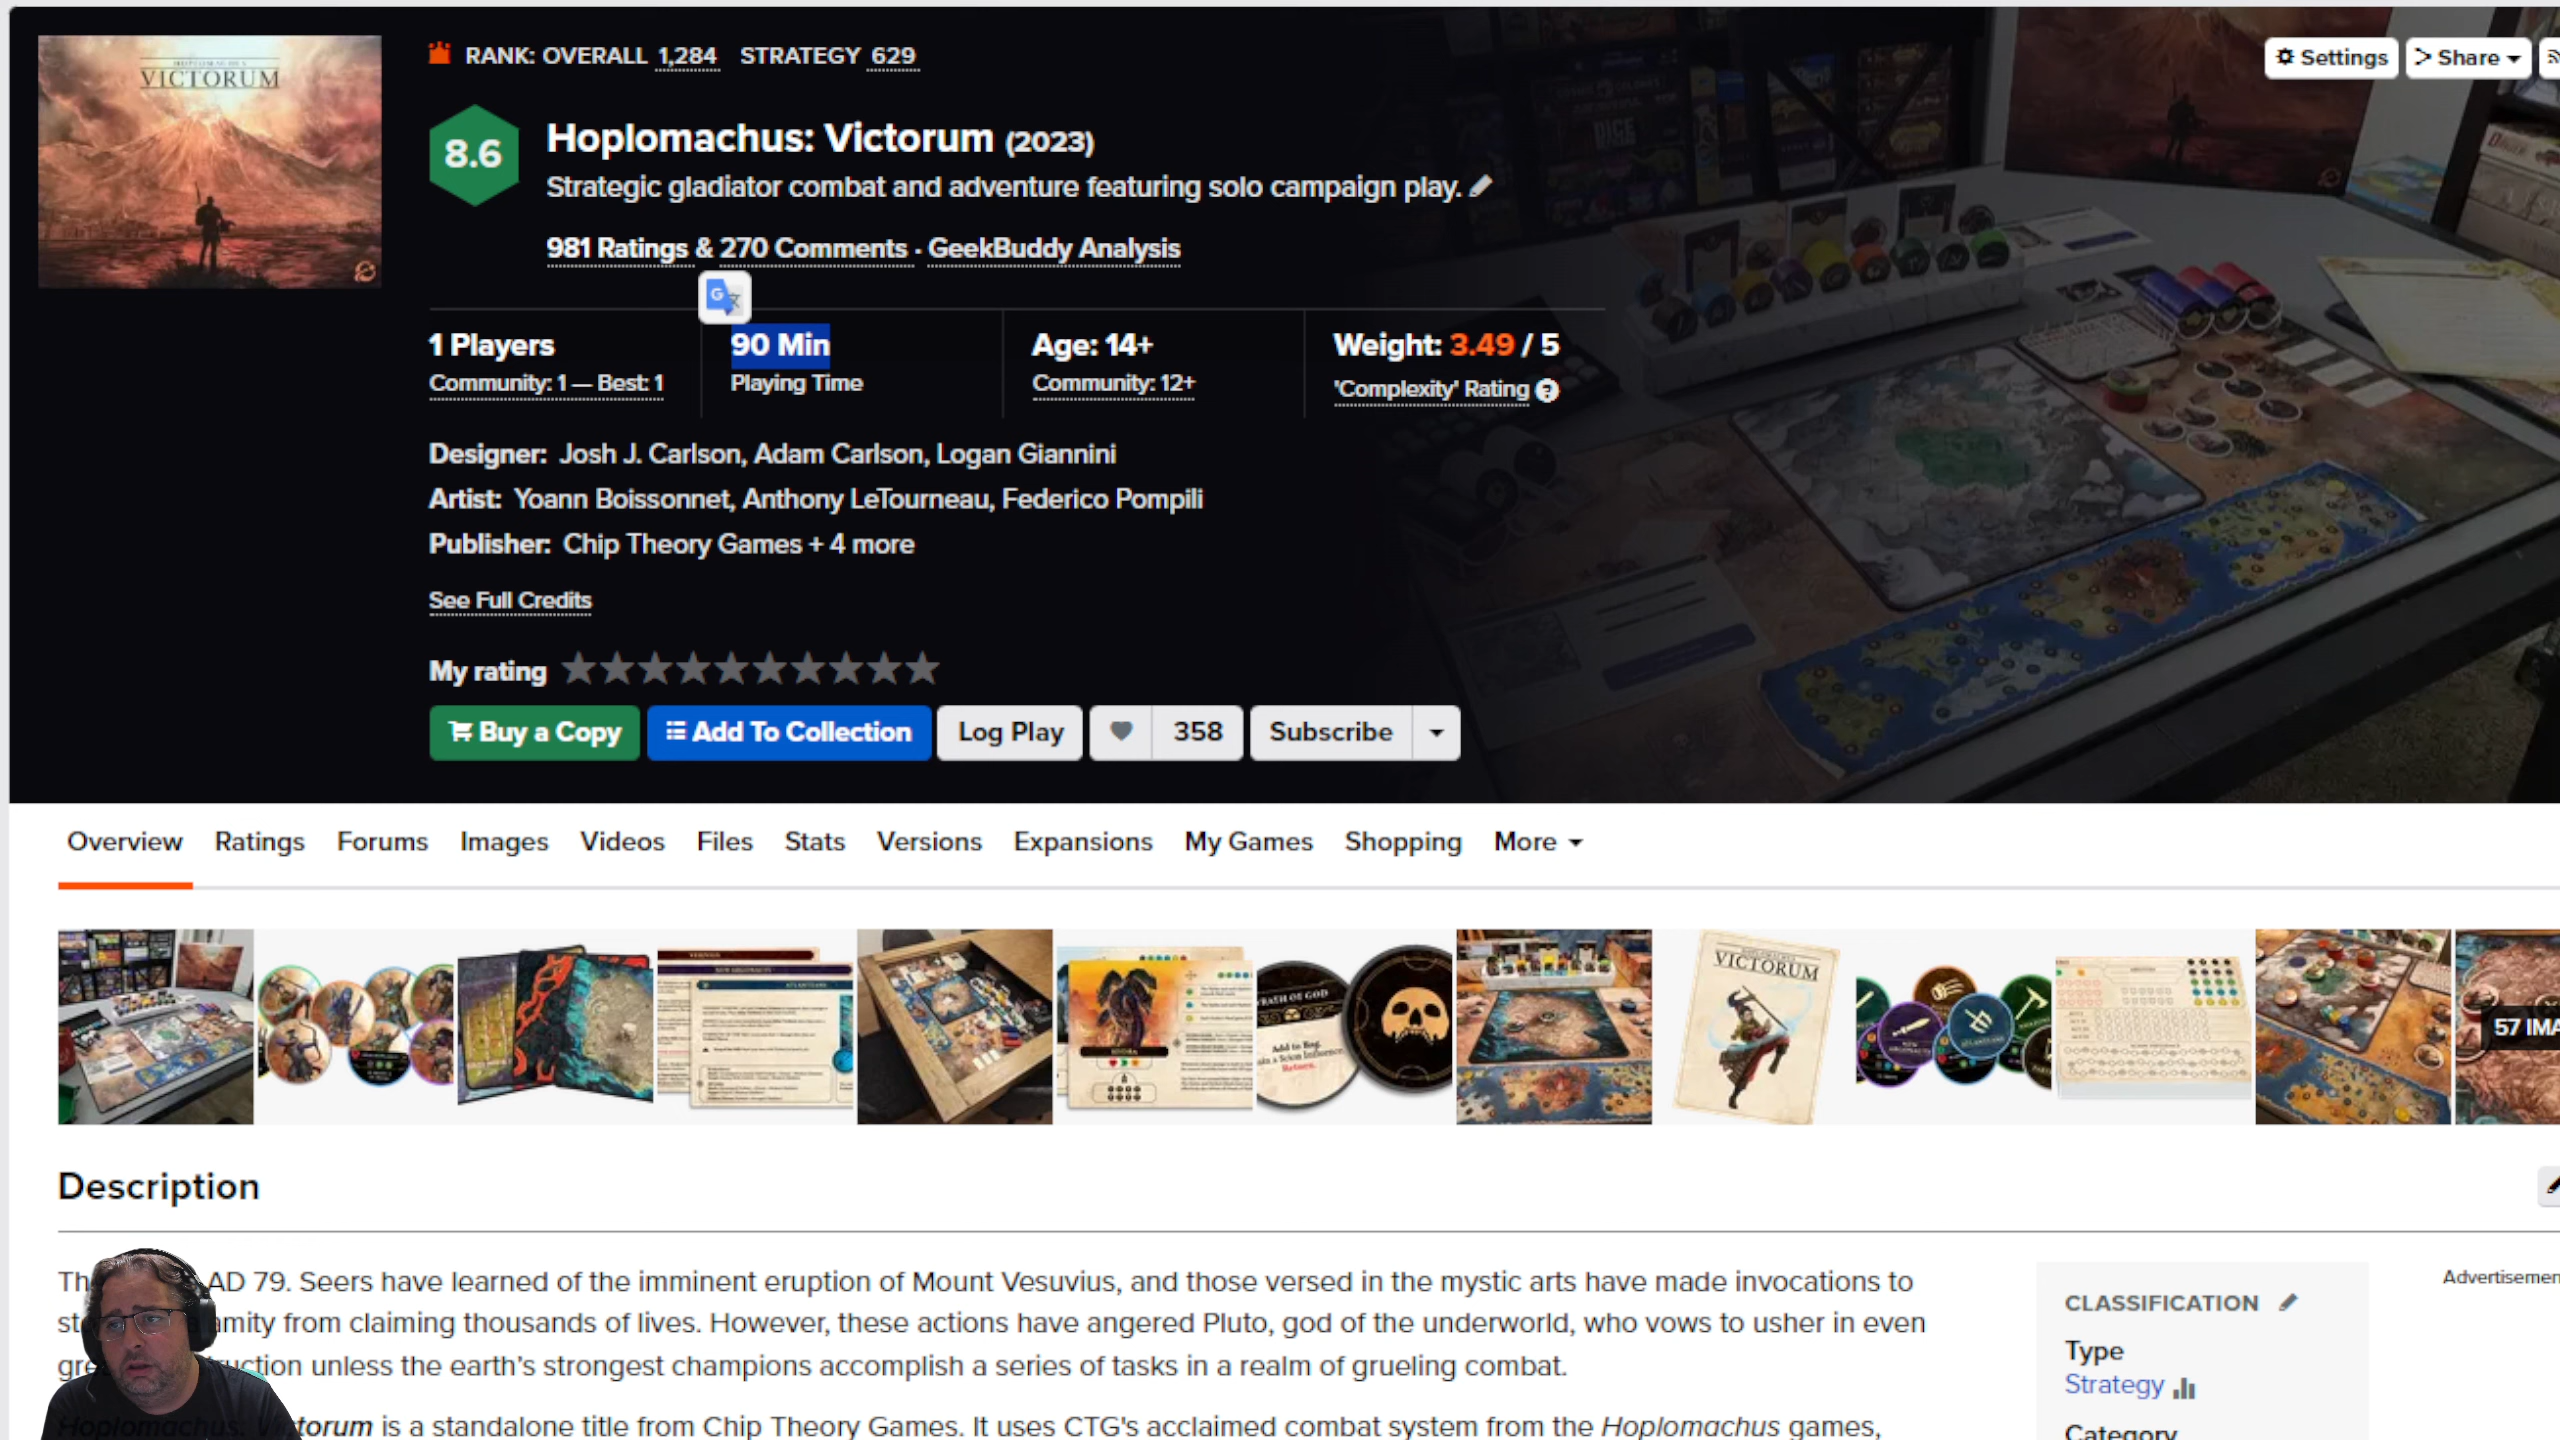 HOPLOMACHUS
VICTORUM
RANK: OVERALL 1,284 STRATEGY 629
Settings
Share
8.6
Hoplomachus: Victorum (2023)
Strategic gladiator combat and adventure featuring solo campaign play.
981 Ratings & 270 Comments · GeekBuddy Analysis
1 Players
Community: 1 — Best: 1
90 Min
Playing Time
Age: 14+
Community: 12+
Weight: 3.49 / 5
'Complexity' Rating
Designer: Josh J. Carlson, Adam Carlson, Logan Giannini
Artist: Yoann Boissonnet, Anthony LeTourneau, Federico Pompili
Publisher: Chip Theory Games + 4 more
See Full Credits
My rating
Buy a Copy
Add To Collection
Log Play
358
Subscribe
Overview Ratings Forums Images Videos Files Stats Versions Expansions My Games Shopping More
VICTORUM
57 IMA
Description
AD 79. Seers have learned of the imminent eruption of Mount Vesuvius, and those versed in the mystic arts have made invocations to
amity from claiming thousands of lives. However, these actions have angered Pluto, god of the underworld, who vows to usher in even
uction unless the earth's strongest champions accomplish a series of tasks in a realm of grueling combat.
torum is a standalone title from Chip Theory Games. It uses CTG's acclaimed combat system from the Hoplomachus games,
CLASSIFICATION
Type
Strategy
Category
Advertisemen